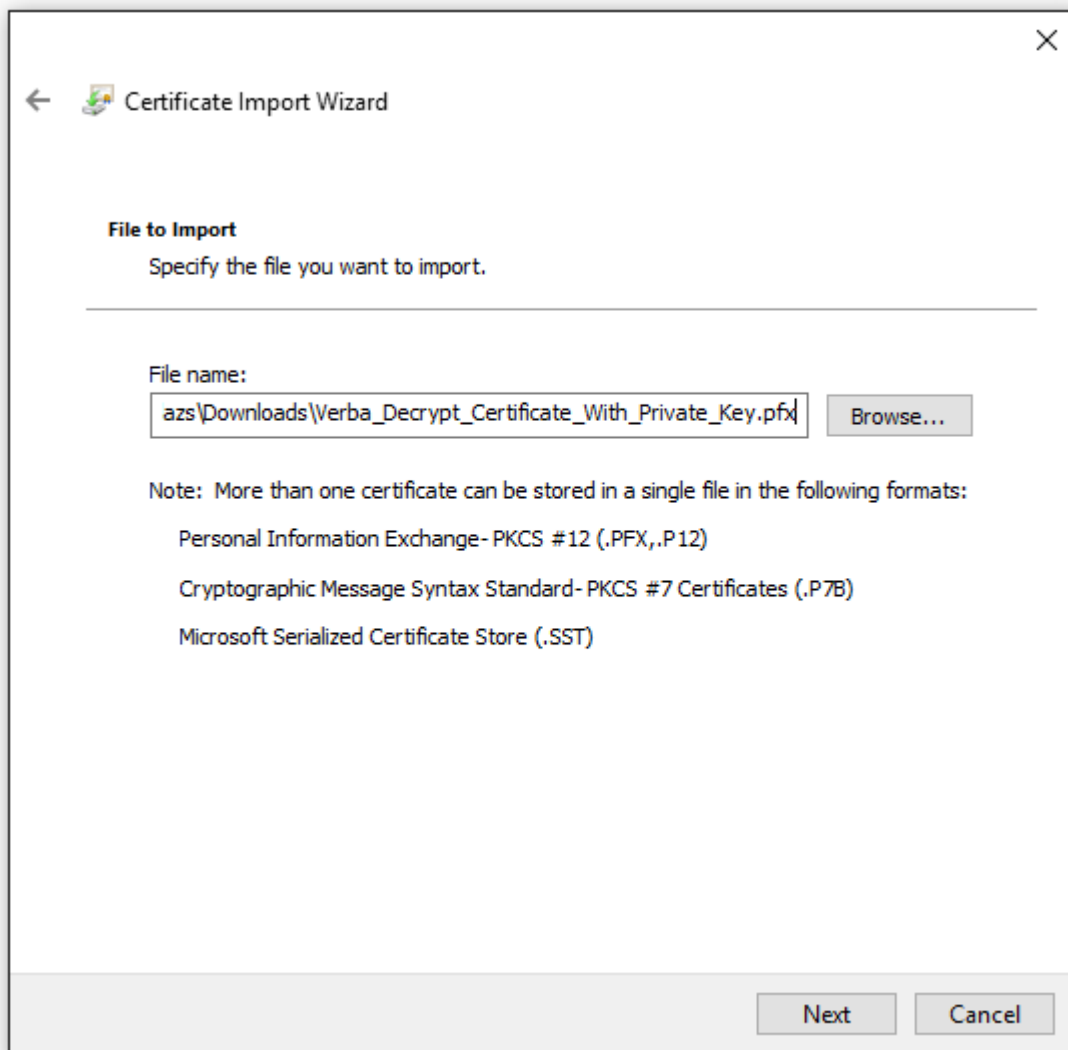 Certificate Import Wizard
File to Import
Specify the file you want to import.
File name:
azs\Downloads\Verba_Decrypt_Certificate_With_Private_Key.pfx
Browse...
Note:  More than one certificate can be stored in a single file in the following formats:
Personal Information Exchange- PKCS #12 (.PFX,.P12)
Cryptographic Message Syntax Standard- PKCS #7 Certificates (.P7B)
Microsoft Serialized Certificate Store (.SST)
Next
Cancel